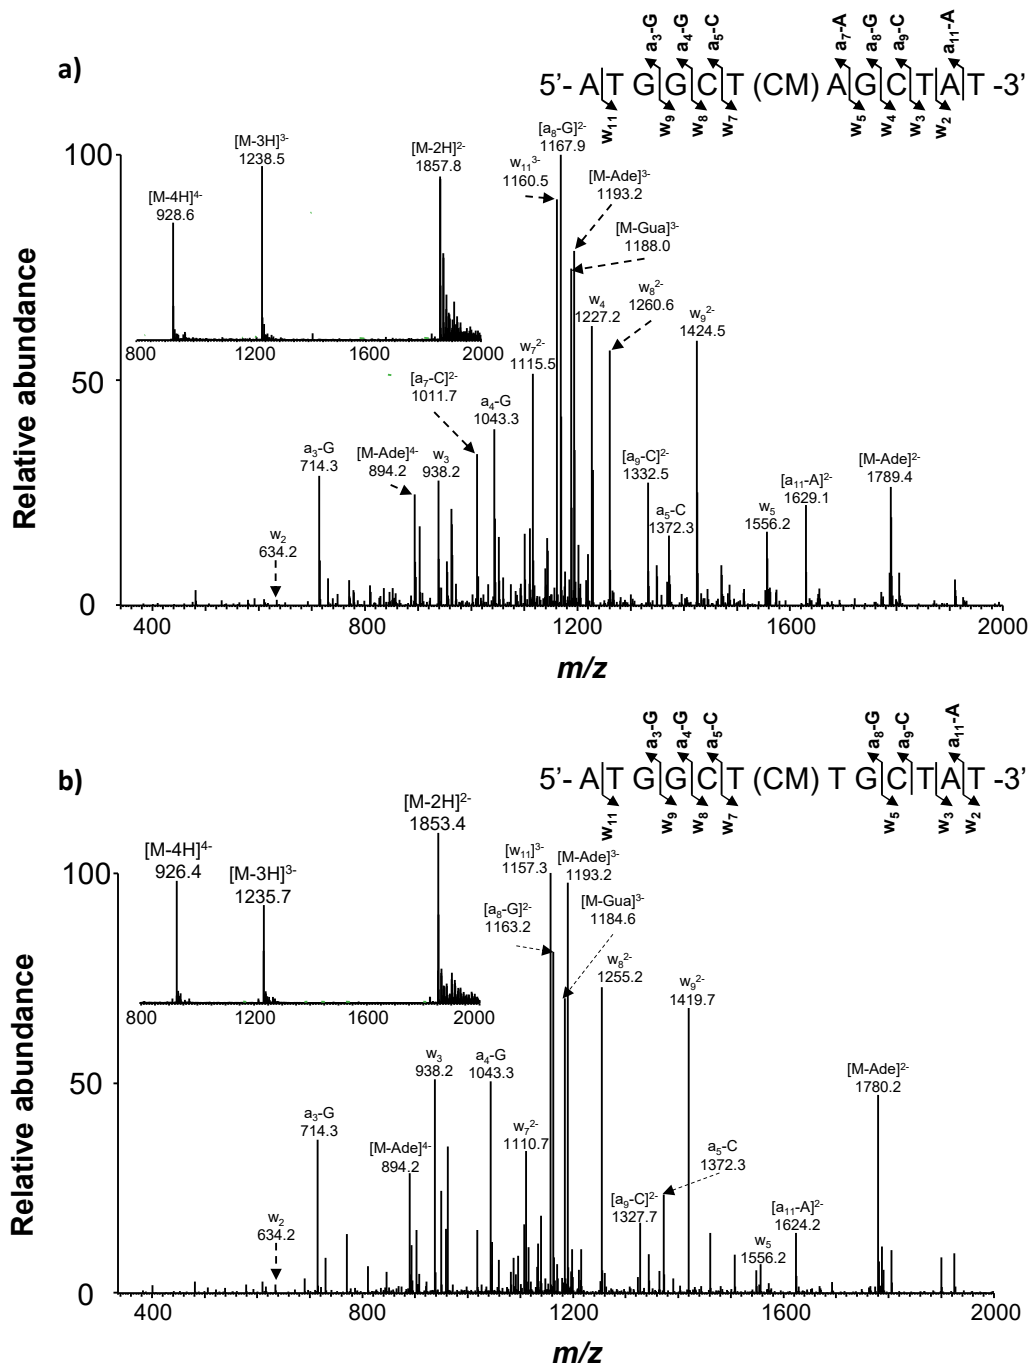 a)
a₃-G a₄-G a₅-C a₇-A a₈-G a₉-C a₁₁-A
5’- A T G G C T (CM) A G C T A T -3’
w₁₁ w₉ w₈ w₇ w₅ w₄ w₃ w₂
Relative abundance
100
50
0
[M-4H]⁴⁻
928.6
[M-3H]³⁻
1238.5
[M-2H]²⁻
1857.8
800 1200 1600 2000
[a₈-G]²⁻
1167.9
w₁₁³⁻
1160.5
[M-Ade]³⁻
1193.2
[M-Gua]³⁻
1188.0
w₄
1227.2
w₈²⁻
1260.6
w₉²⁻
1424.5
w₇²⁻
1115.5
[a₇-C]²⁻
1011.7
a₄-G
1043.3
a₃-G
714.3
[M-Ade]⁴⁻
894.2
w₃
938.2
w₂
634.2
[a₉-C]²⁻
1332.5
a₅-C
1372.3
w₅
1556.2
[a₁₁-A]²⁻
1629.1
[M-Ade]²⁻
1789.4
400 800 1200 1600 2000
m/z
b)
a₃-G a₄-G a₅-C a₈-G a₉-C a₁₁-A
5’- A T G G C T (CM) T G C T A T -3’
w₁₁ w₉ w₈ w₇ w₅ w₃ w₂
Relative abundance
100
50
0
[M-4H]⁴⁻
926.4
[M-3H]³⁻
1235.7
[M-2H]²⁻
1853.4
800 1200 1600 2000
[w₁₁]³⁻
1157.3
[M-Ade]³⁻
1193.2
[a₈-G]²⁻
1163.2
[M-Gua]³⁻
1184.6
w₈²⁻
1255.2
w₉²⁻
1419.7
w₃
938.2
a₄-G
1043.3
a₃-G
714.3
[M-Ade]⁴⁻
894.2
w₇²⁻
1110.7
w₂
634.2
[a₉-C]²⁻
1327.7
a₅-C
1372.3
w₅
1556.2
[a₁₁-A]²⁻
1624.2
[M-Ade]²⁻
1780.2
400 800 1200 1600 2000
m/z